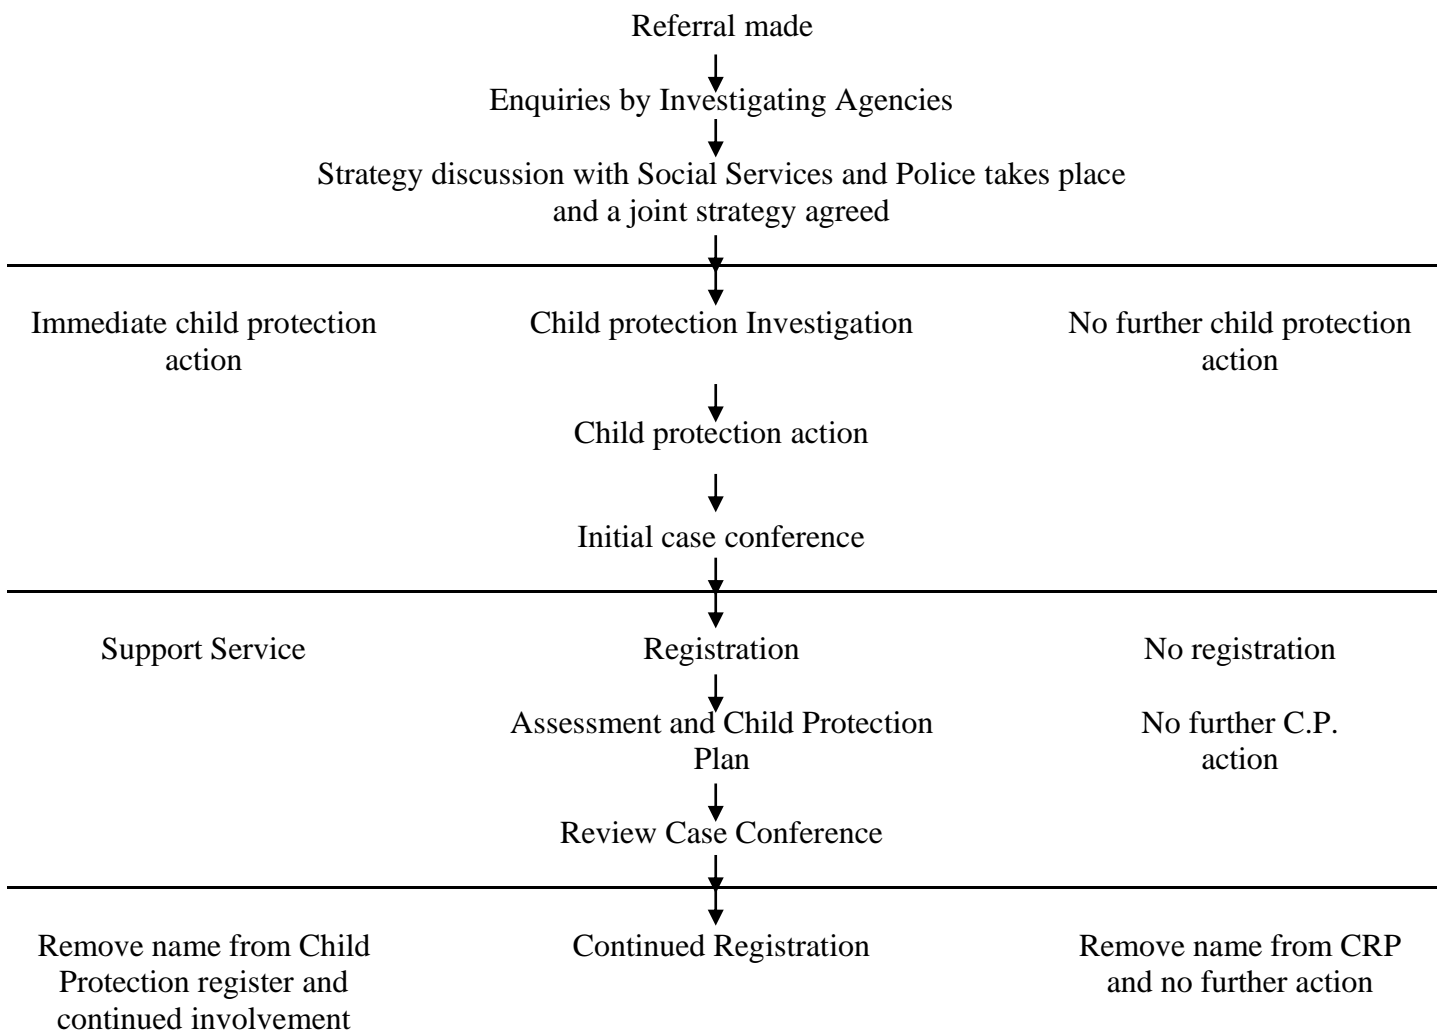 Referral made
Enquiries by Investigating Agencies
Strategy discussion with Social Services and Police takes place
and a joint strategy agreed
Immediate child protection
action
Child protection Investigation
No further child protection
action
Child protection action
Initial case conference
Support Service
Registration
No registration
Assessment and Child Protection
Plan
No further C.P.
action
Review Case Conference
Remove name from Child
Protection register and
continued involvement
Continued Registration
Remove name from CRP
and no further action